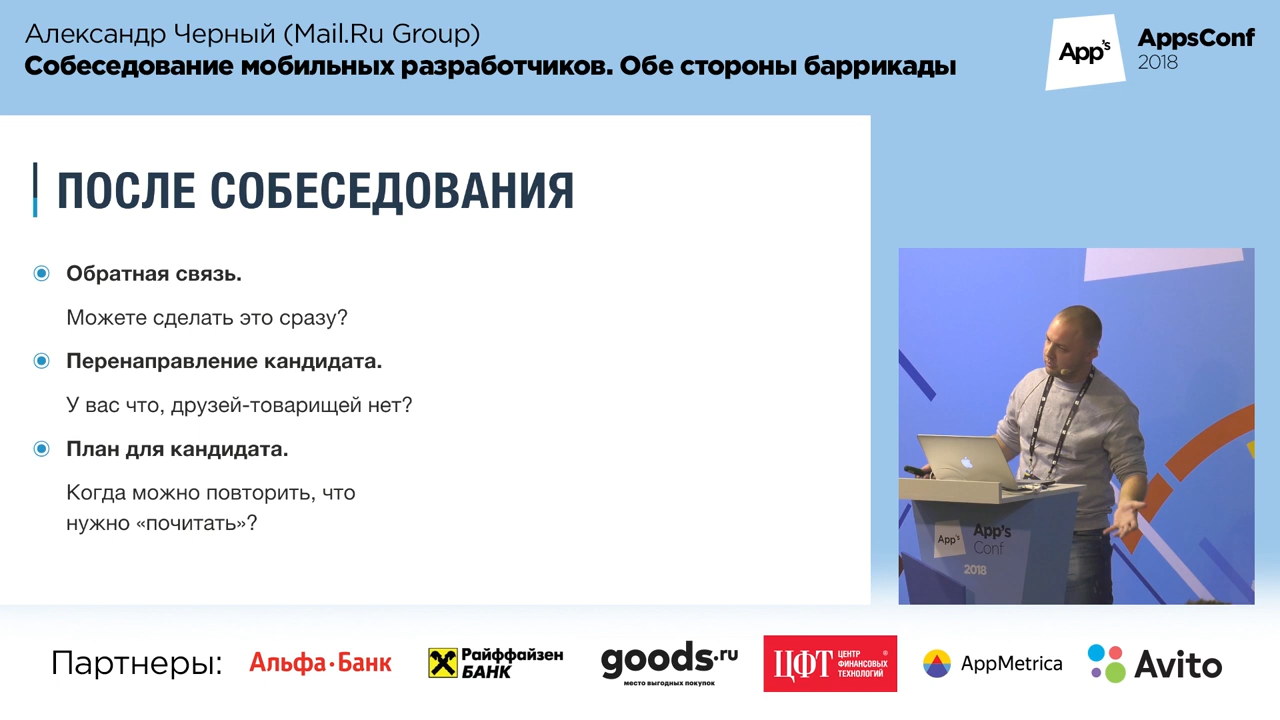 Александр Черный (Mail.Ru Group)
Собеседование мобильных разработчиков. Обе стороны баррикады
App's
AppsConf
2018
ПОСЛЕ СОБЕСЕДОВАНИЯ
Обратная связь.
Можете сделать это сразу?
Перенаправление кандидата.
У вас что, друзей-товарищей нет?
План для кандидата.
Когда можно повторить, что
нужно «почитать»?
App's
App's
Conf
2018
Партнеры:
Альфа·Банк
Райффайзен
БАНК
goods.ru
место выгодных покупок
ЦФТ
ЦЕНТР
ФИНАНСОВЫХ
ТЕХНОЛОГИЙ
®
AppMetrica
Avito